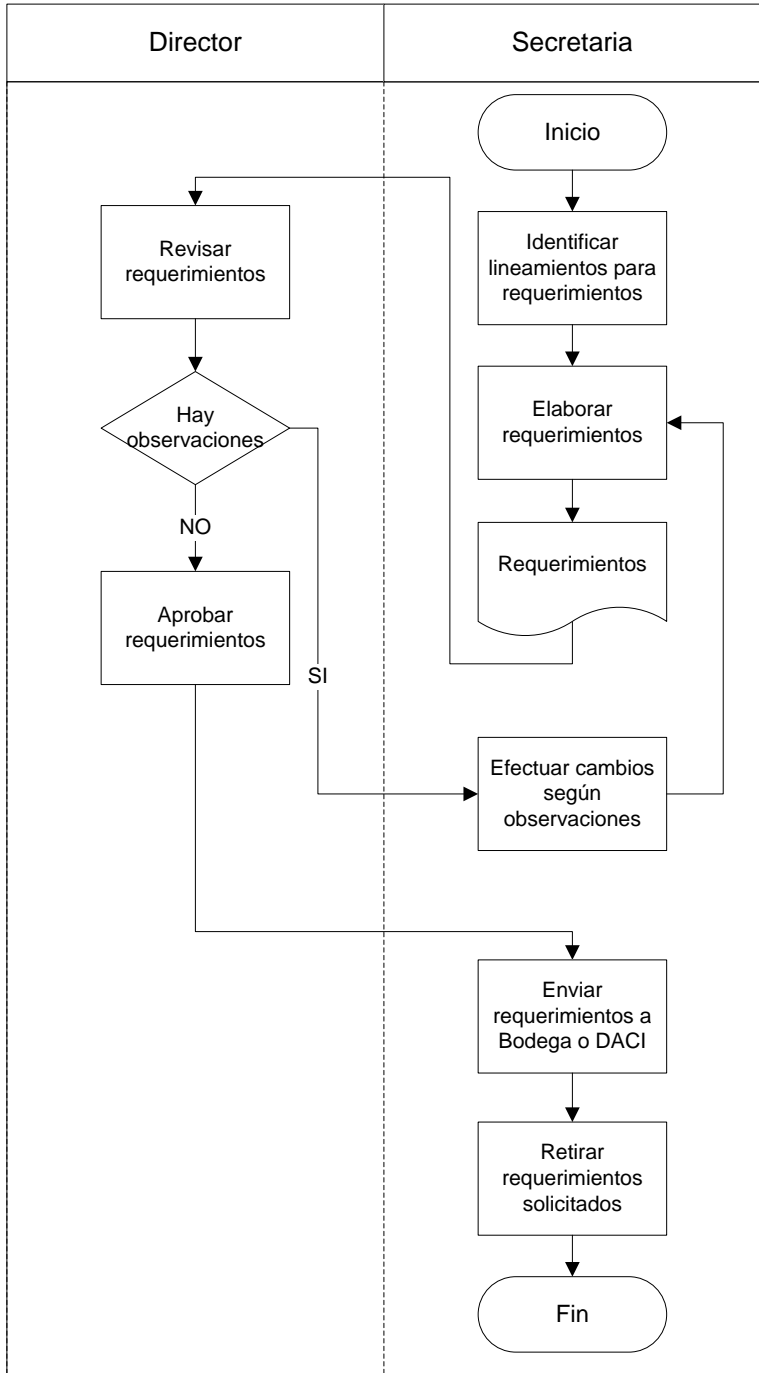 Director
Secretaria
Inicio
Revisar
requerimientos
Identificar
lineamientos para
requerimientos
Hay
observaciones
Elaborar
requerimientos
NO
Requerimientos
Aprobar
requerimientos
SI
Efectuar cambios
según
observaciones
Enviar
requerimientos a
Bodega o DACI
Retirar
requerimientos
solicitados
Fin